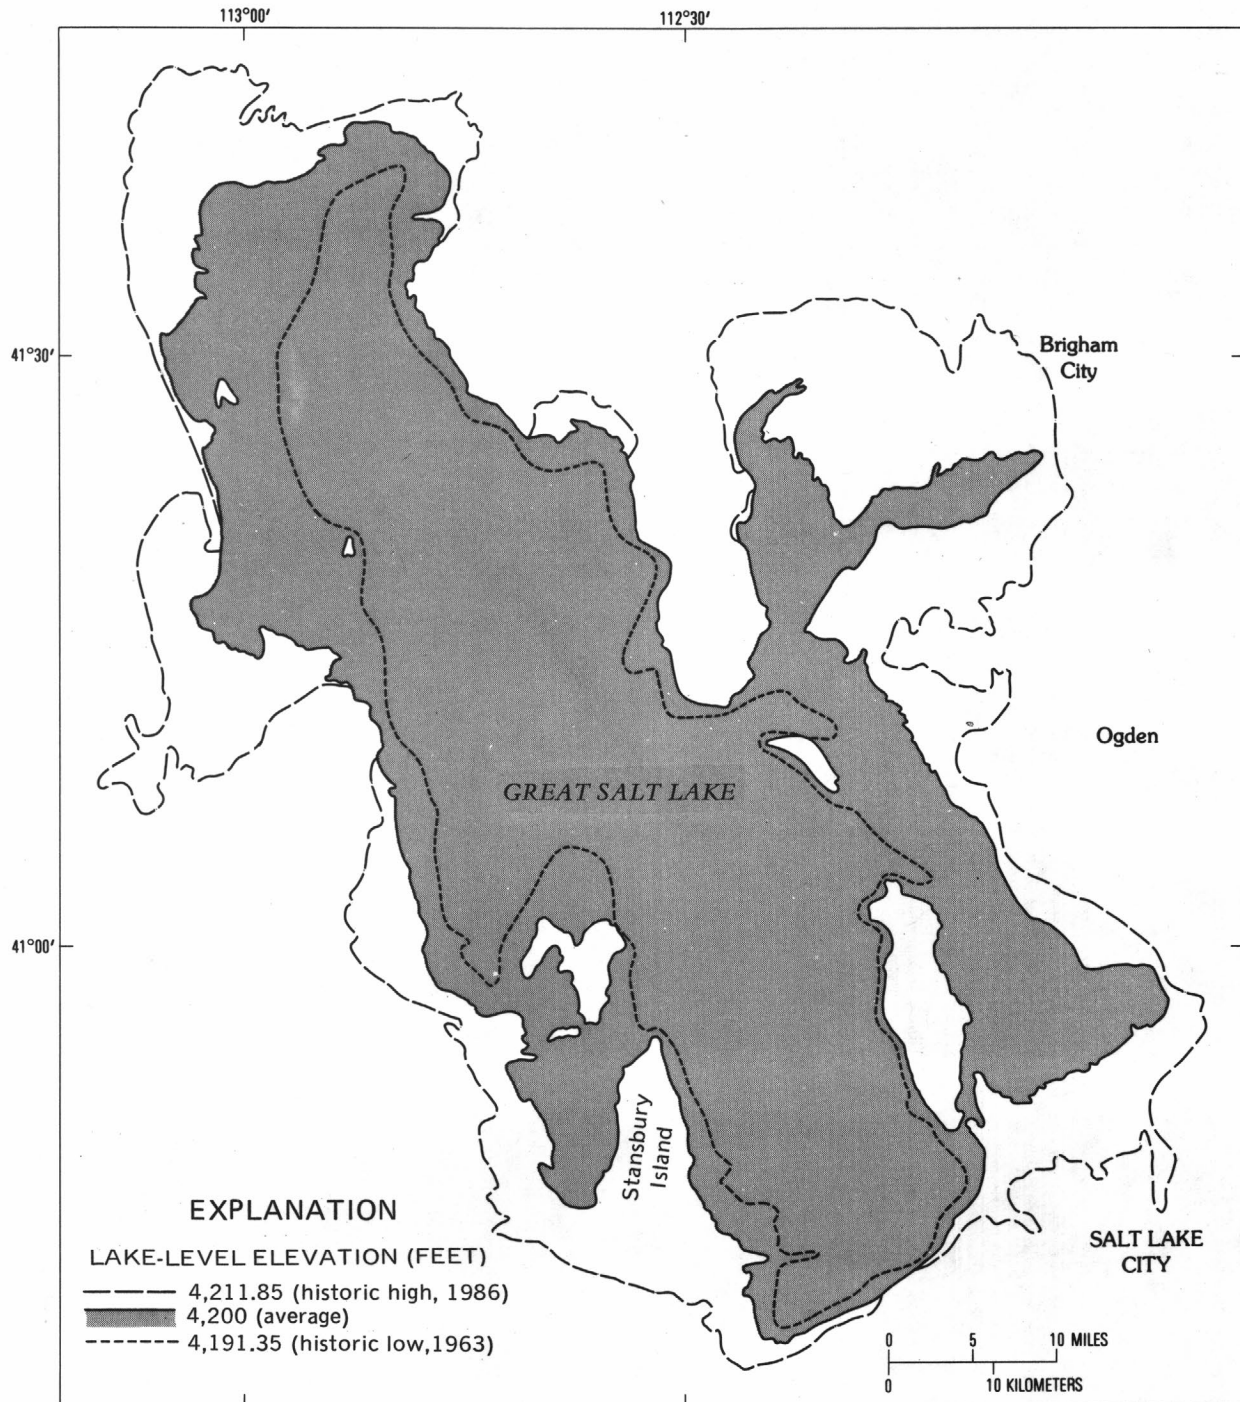 113°00′
112°30′
41°30′
Brigham
City
Ogden
GREAT SALT LAKE
41°00′
Stansbury
Island
EXPLANATION
LAKE-LEVEL ELEVATION (FEET)
4,211.85 (historic high, 1986)
4,200 (average)
4,191.35 (historic low,1963)
SALT LAKE
CITY
0 5 10 MILES
0 10 KILOMETERS